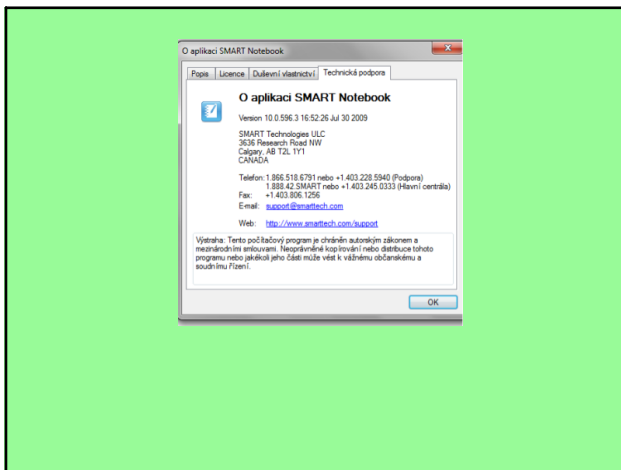 O aplikaci SMART Notebook
Popis Licence Duševní vlastnictví Technická podpora
O aplikaci SMART Notebook
Version 10.0.596.3 16:52:26 Jul 30 2009
SMART Technologies ULC
3636 Research Road NW
Calgary, AB T2L 1Y1
CANADA
Telefon: 1.866.518.6791 nebo +1.403.228.5940 (Podpora)
1.888.42.SMART nebo +1.403.245.0333 (Hlavní centrála)
Fax: +1.403.806.1256
E-mail: support@smarttech.com
Web: http://www.smarttech.com/support
Výstraha: Tento počítačový program je chráněn autorským zákonem a
mezinárodními smlouvami. Neoprávněné kopírování nebo distribuce tohoto
programu nebo jakékoli jeho části může vést k vážnému občanskému a
soudnímu řízení.
OK